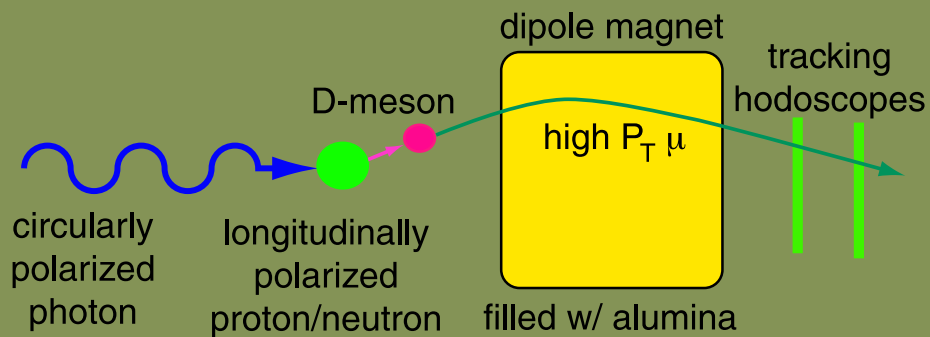 dipole magnet
tracking
hodoscopes
D-meson
high P_T μ
circularly
polarized
photon
longitudinally
polarized
proton/neutron
filled w/ alumina